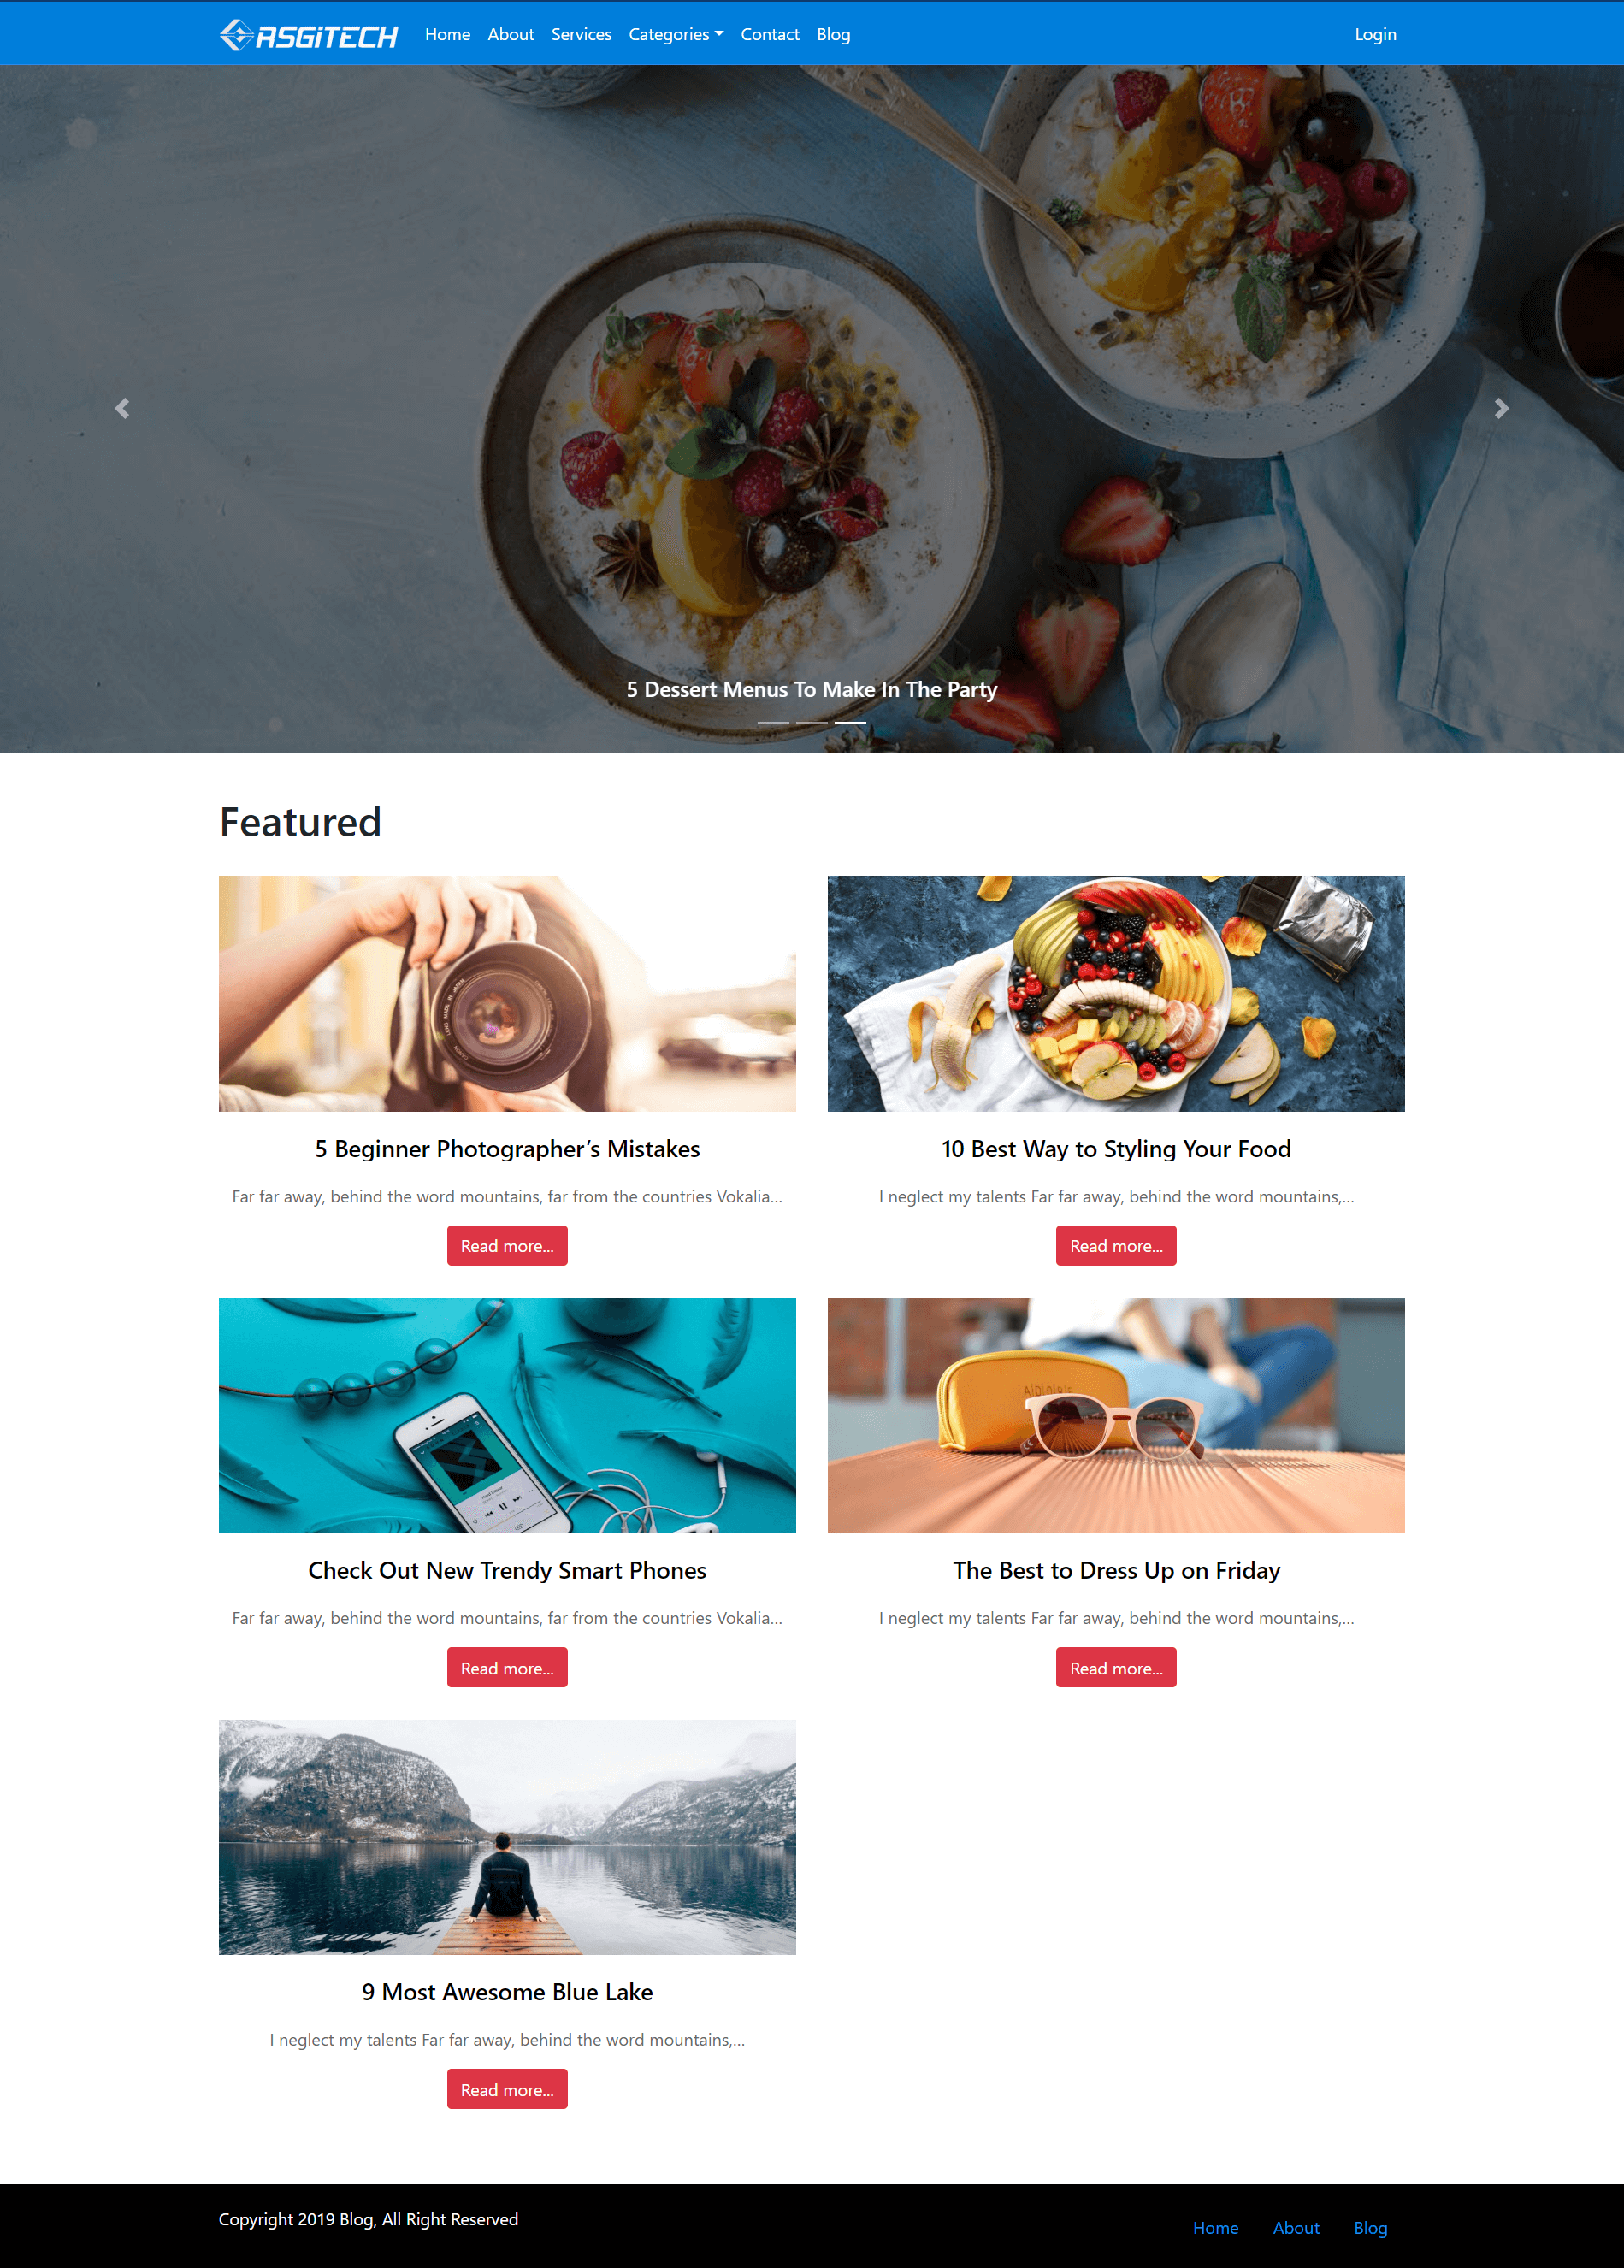 RSGiTECH
Home About Services Categories Contact Blog Login
5 Dessert Menus To Make In The Party
Featured
5 Beginner Photographer’s Mistakes
Far far away, behind the word mountains, far from the countries Vokalia...
Read more...
10 Best Way to Styling Your Food
I neglect my talents Far far away, behind the word mountains,...
Read more...
Check Out New Trendy Smart Phones
Far far away, behind the word mountains, far from the countries Vokalia...
Read more...
The Best to Dress Up on Friday
I neglect my talents Far far away, behind the word mountains,...
Read more...
9 Most Awesome Blue Lake
I neglect my talents Far far away, behind the word mountains,...
Read more...
Copyright 2019 Blog, All Right Reserved
Home About Blog